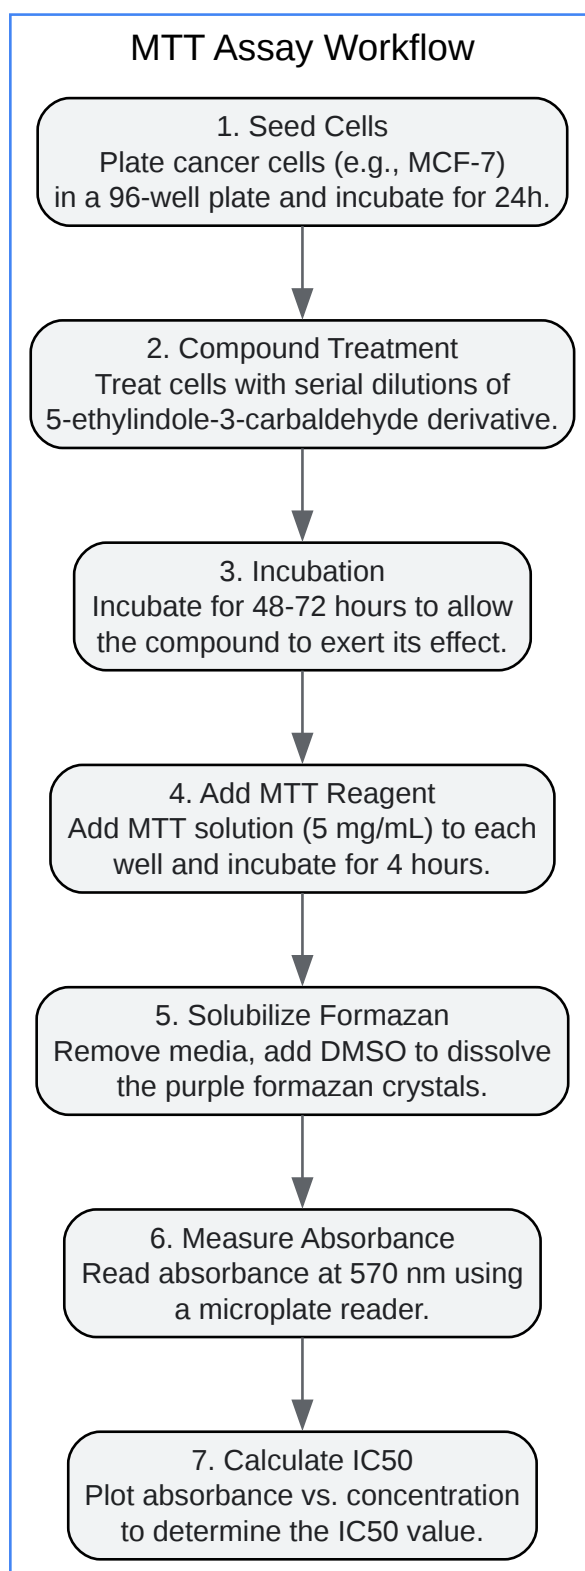 MTT Assay Workflow
1. Seed Cells
Plate cancer cells (e.g., MCF-7)
in a 96-well plate and incubate for 24h.
2. Compound Treatment
Treat cells with serial dilutions of
5-ethylindole-3-carbaldehyde derivative.
3. Incubation
Incubate for 48-72 hours to allow
the compound to exert its effect.
4. Add MTT Reagent
Add MTT solution (5 mg/mL) to each
well and incubate for 4 hours.
5. Solubilize Formazan
Remove media, add DMSO to dissolve
the purple formazan crystals.
6. Measure Absorbance
Read absorbance at 570 nm using
a microplate reader.
7. Calculate IC50
Plot absorbance vs. concentration
to determine the IC50 value.